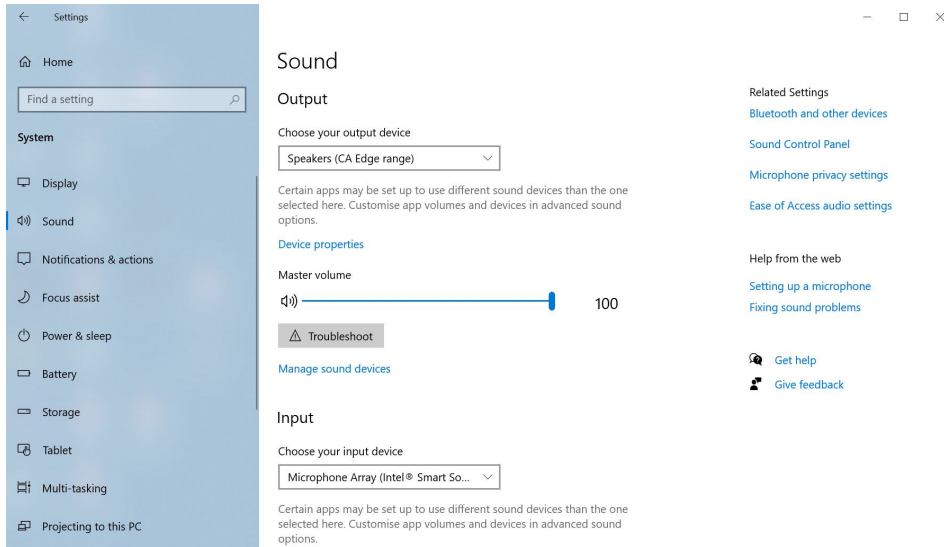 Settings
Home
Find a setting
System
Display
Sound
Notifications & actions
Focus assist
Power & sleep
Battery
Storage
Tablet
Multi-tasking
Projecting to this PC
Sound
Output
Choose your output device
Speakers (CA Edge range)
Certain apps may be set up to use different sound devices than the one
selected here. Customise app volumes and devices in advanced sound
options.
Device properties
Master volume
100
Troubleshoot
Manage sound devices
Input
Choose your input device
Microphone Array (Intel® Smart So...
Certain apps may be set up to use different sound devices than the one
selected here. Customise app volumes and devices in advanced sound
options.
Related Settings
Bluetooth and other devices
Sound Control Panel
Microphone privacy settings
Ease of Access audio settings
Help from the web
Setting up a microphone
Fixing sound problems
Get help
Give feedback